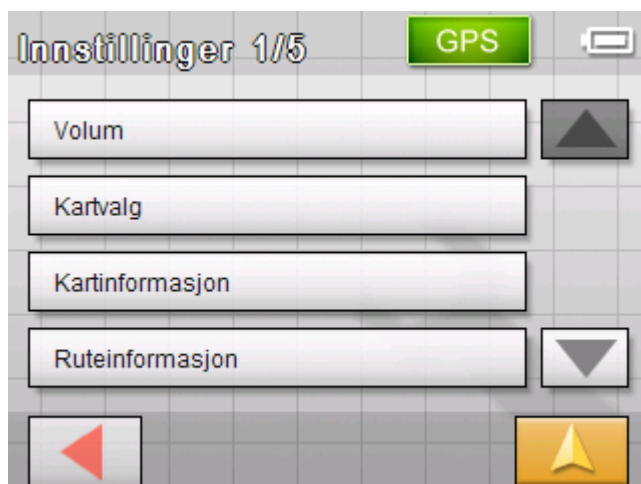 Innstillinger 1/5
GPS
Volum
Kartvalg
Kartinformasjon
Ruteinformasjon